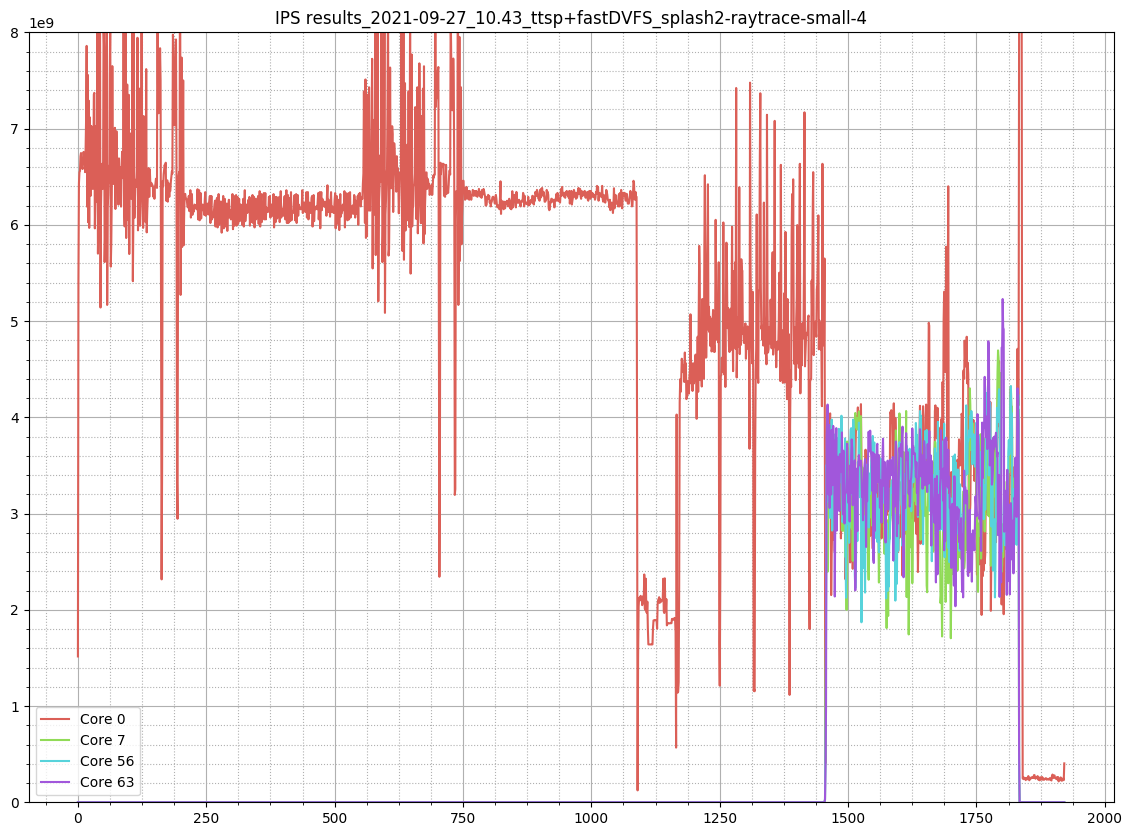 IPS results_2021-09-27_10.43_ttsp+fastDVFS_splash2-raytrace-small-4
1e9
8
7
6
5
4
3
2
1
0
Core 0
Core 7
Core 56
Core 63
0 250 500 750 1000 1250 1500 1750 2000